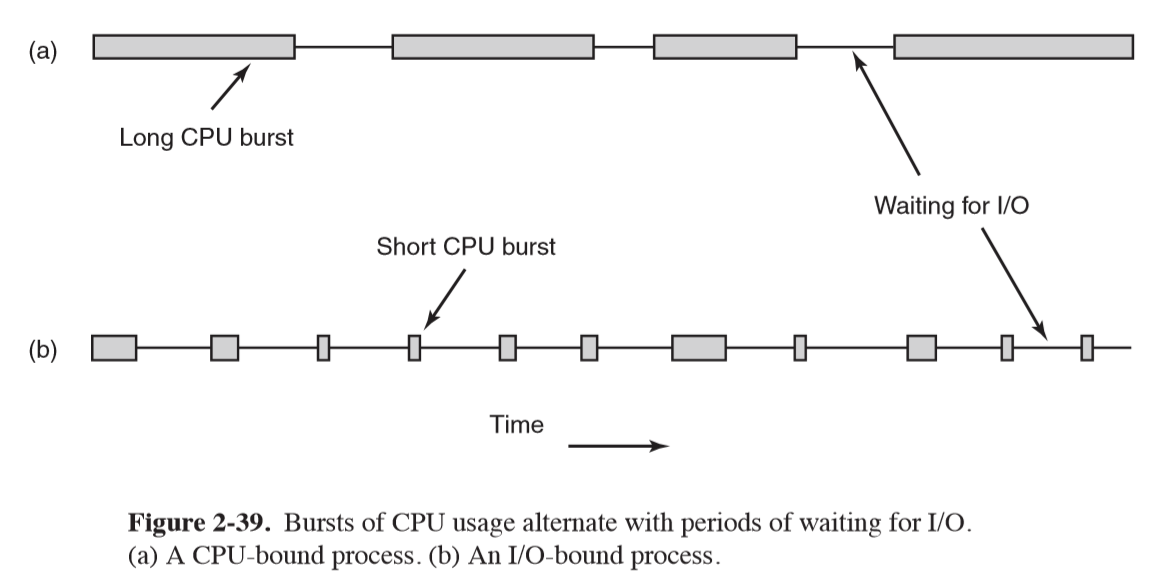 (a)
Long CPU burst
Waiting for I/O
Short CPU burst
(b)
Time
Figure 2-39. Bursts of CPU usage alternate with periods of waiting for I/O.
(a) A CPU-bound process. (b) An I/O-bound process.